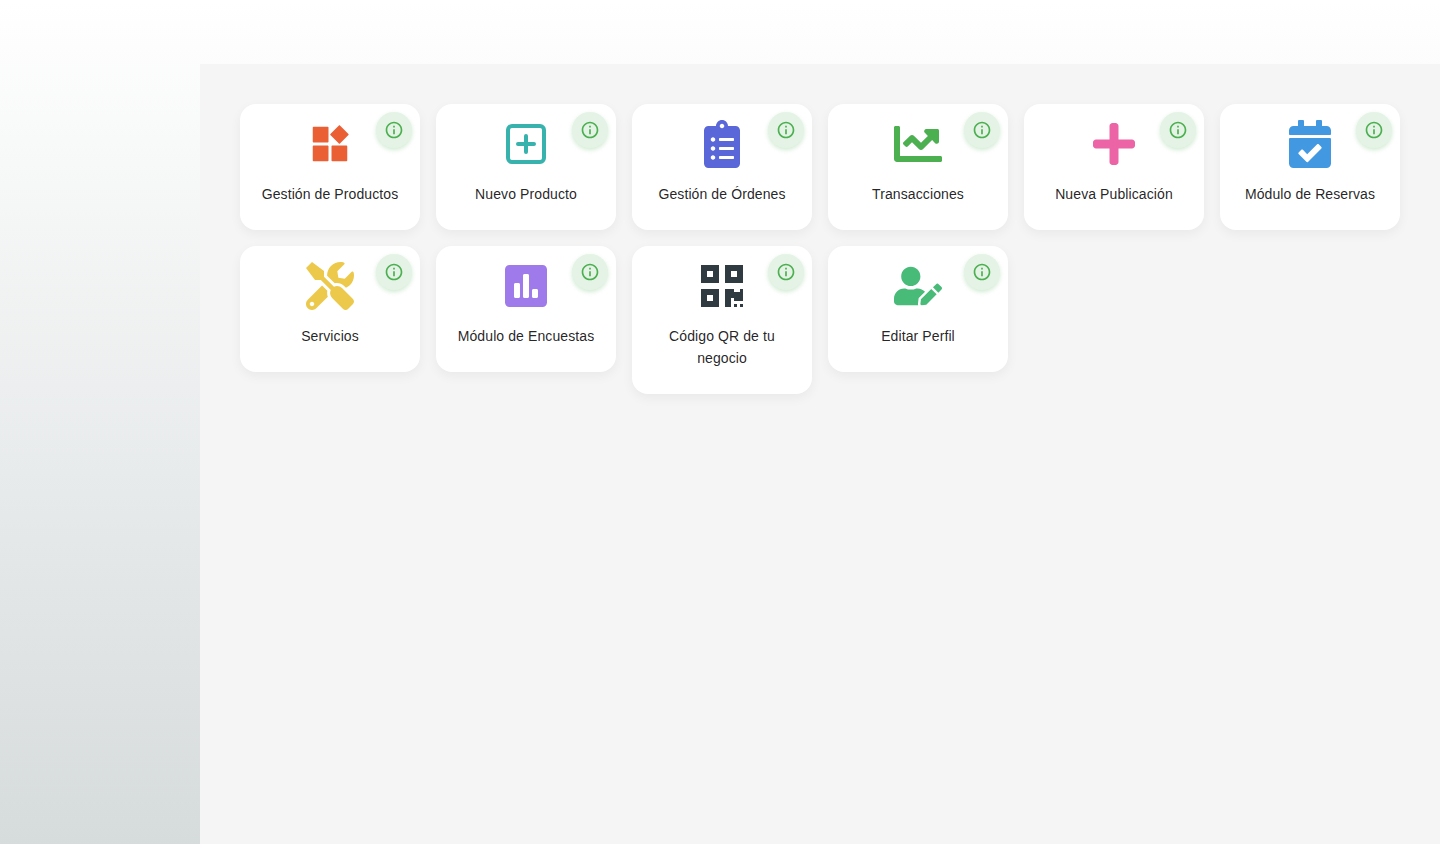 Gestión de Productos
Nuevo Producto
Gestión de Órdenes
Transacciones
Nueva Publicación
Módulo de Reservas
Servicios
Módulo de Encuestas
Código QR de tu
negocio
Editar Perfil